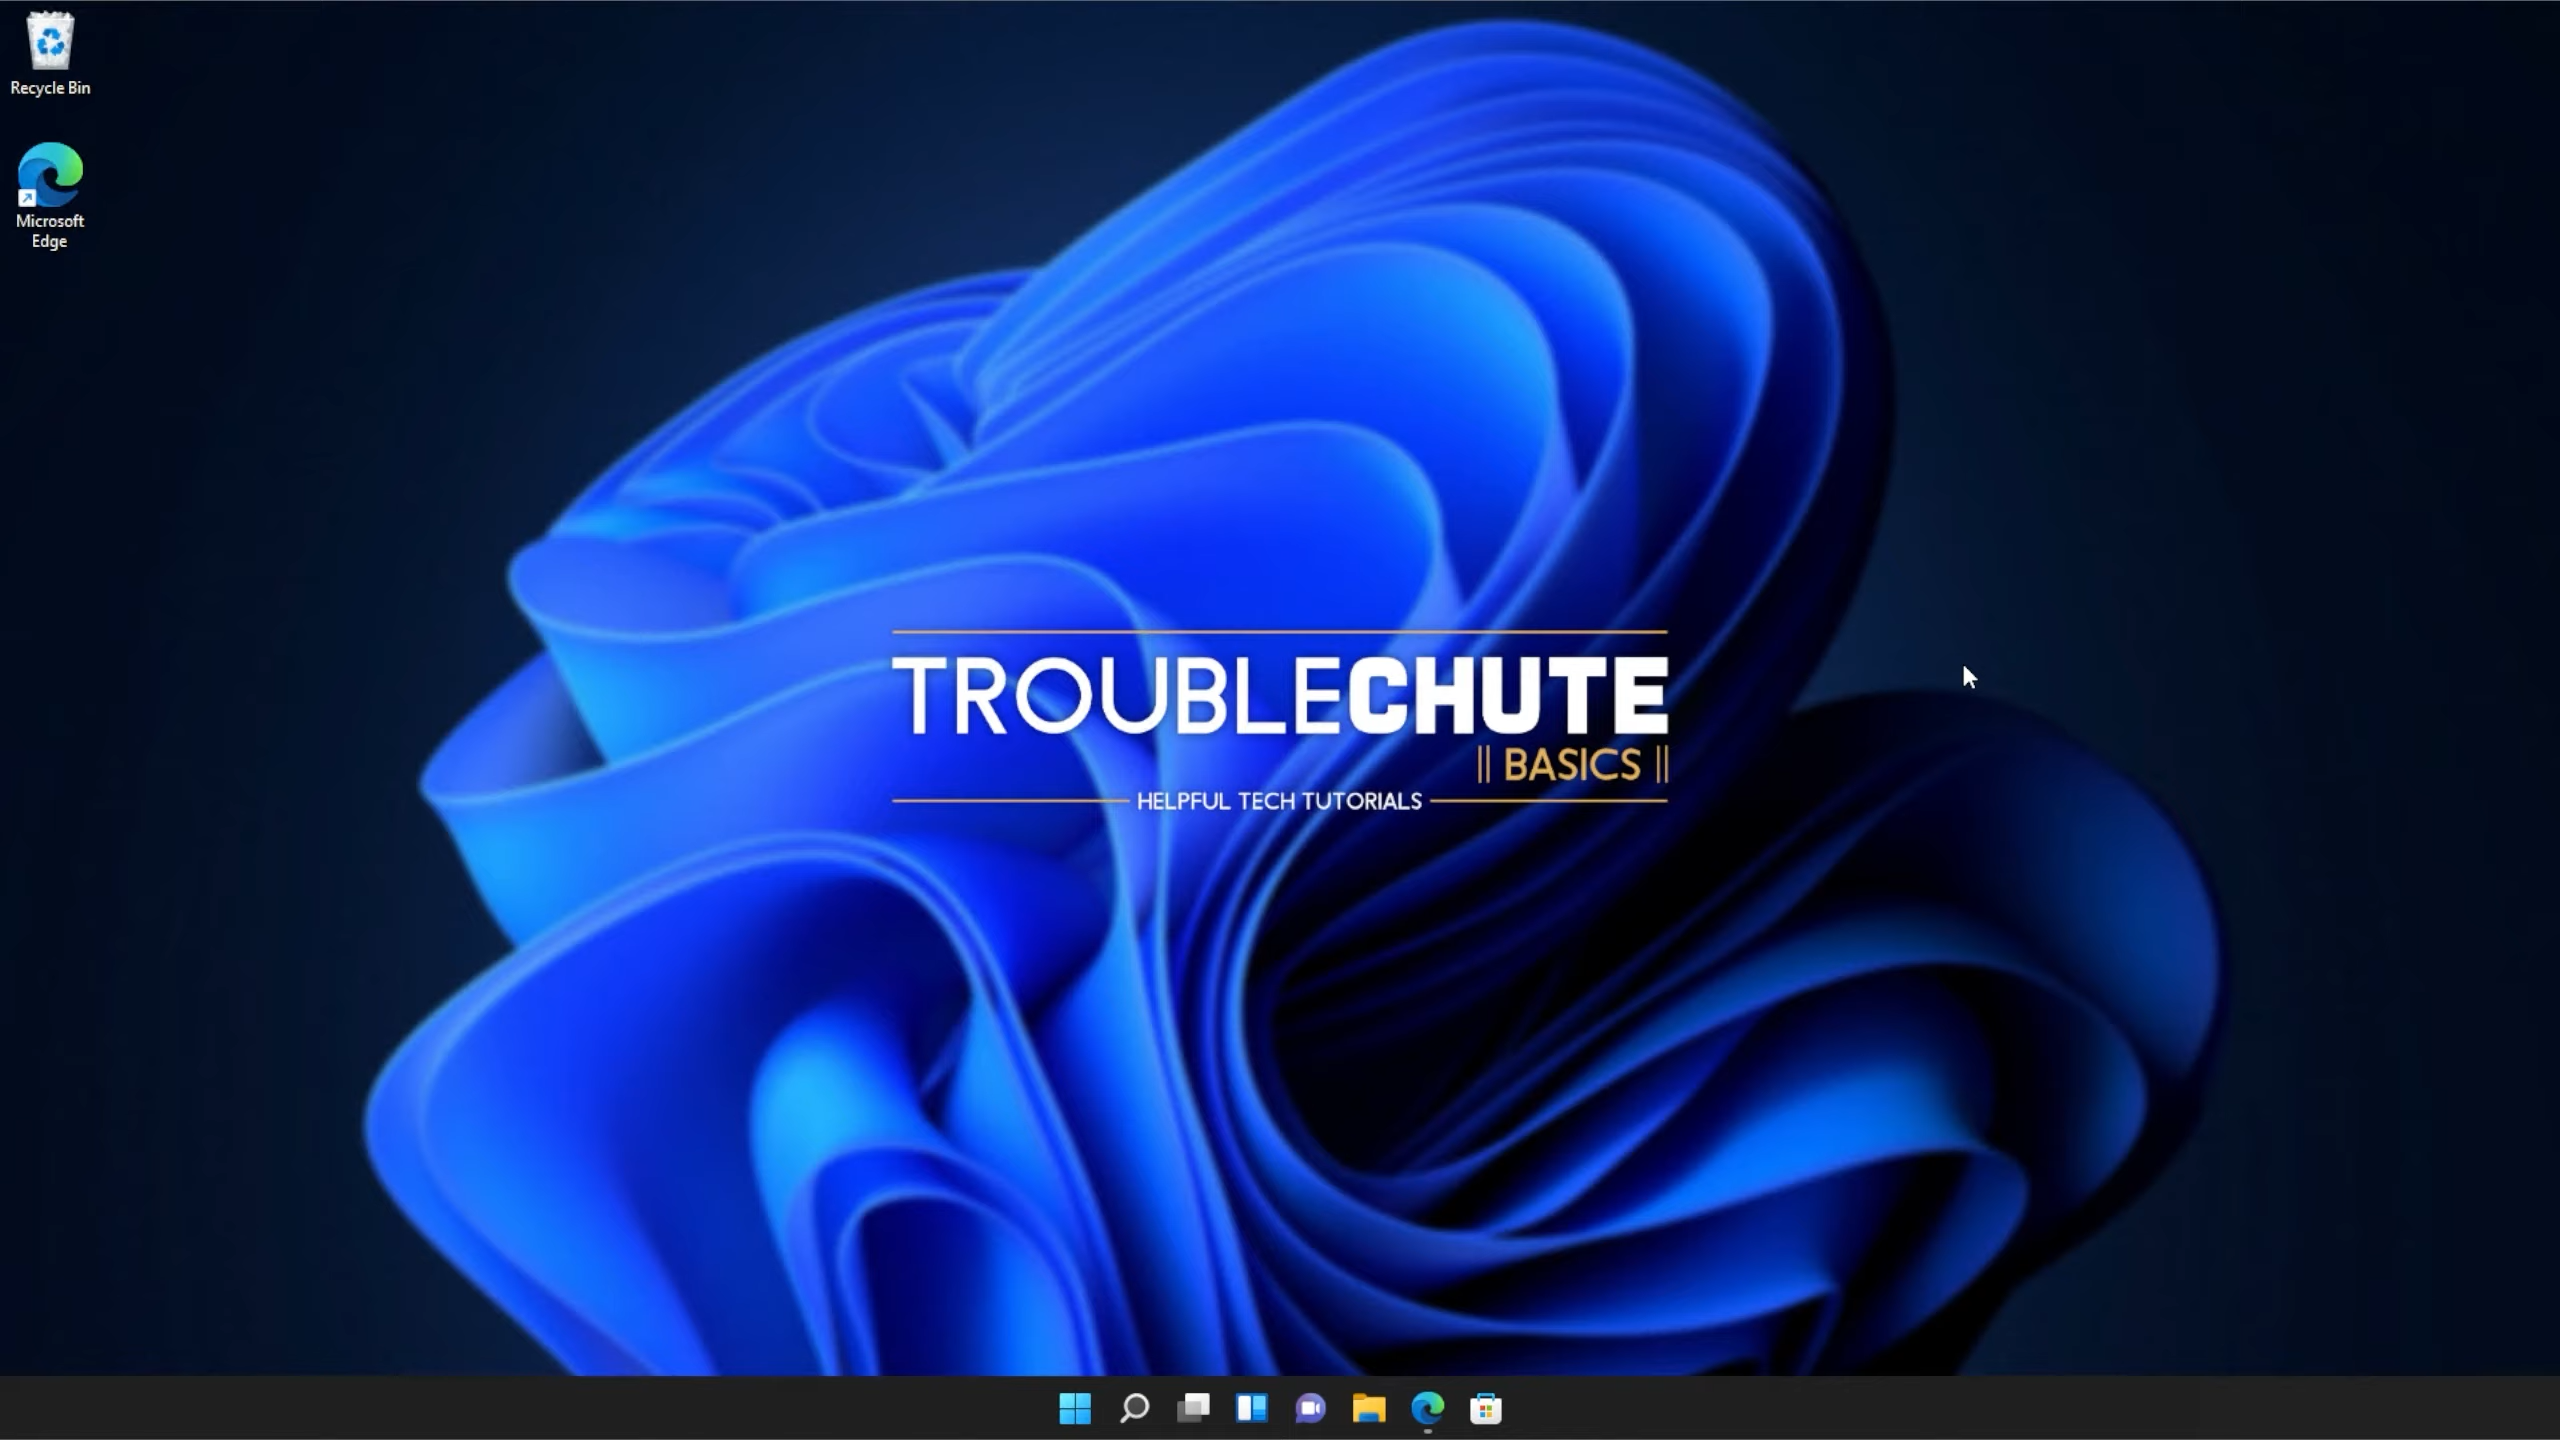 Recycle Bin
Microsoft
Edge
TROUBLECHUTE
|| BASICS ||
HELPFUL TECH TUTORIALS